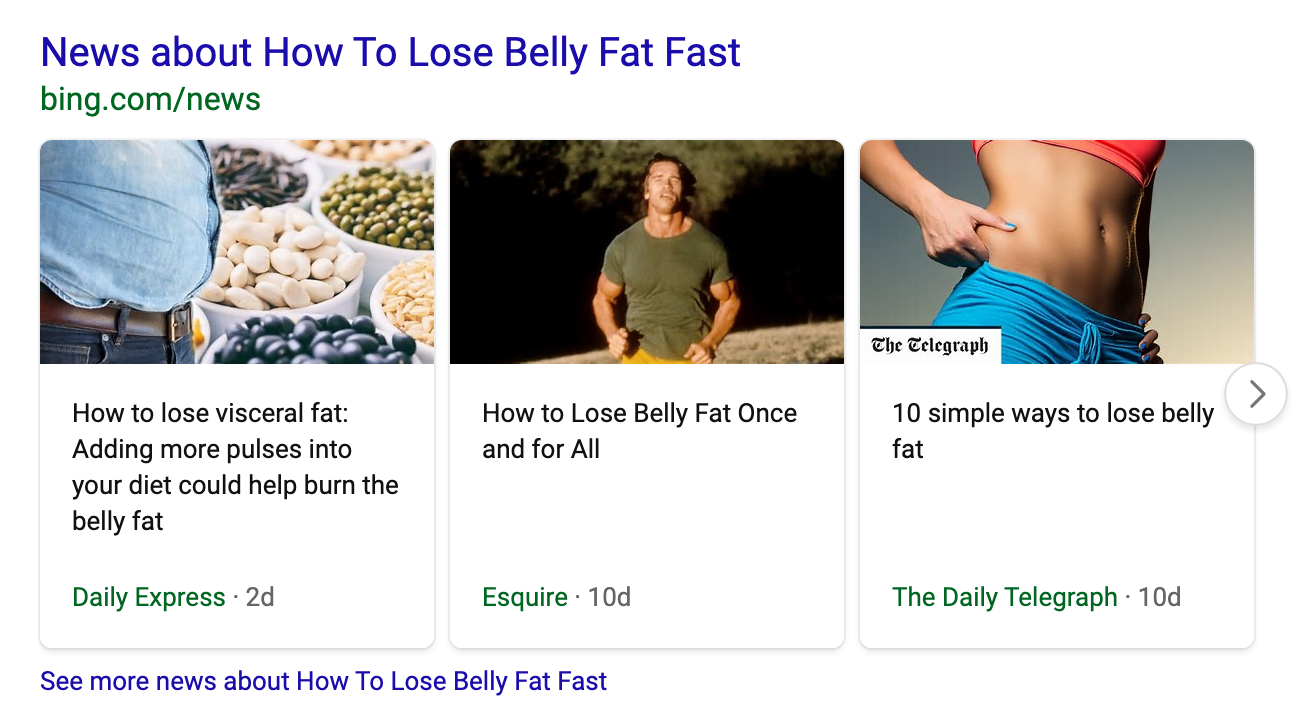 News about How To Lose Belly Fat Fast
bing.com/news
The Telegraph
How to lose visceral fat:
Adding more pulses into
your diet could help burn the
belly fat
Daily Express · 2d
How to Lose Belly Fat Once
and for All
Esquire · 10d
10 simple ways to lose belly
fat
The Daily Telegraph · 10d
See more news about How To Lose Belly Fat Fast